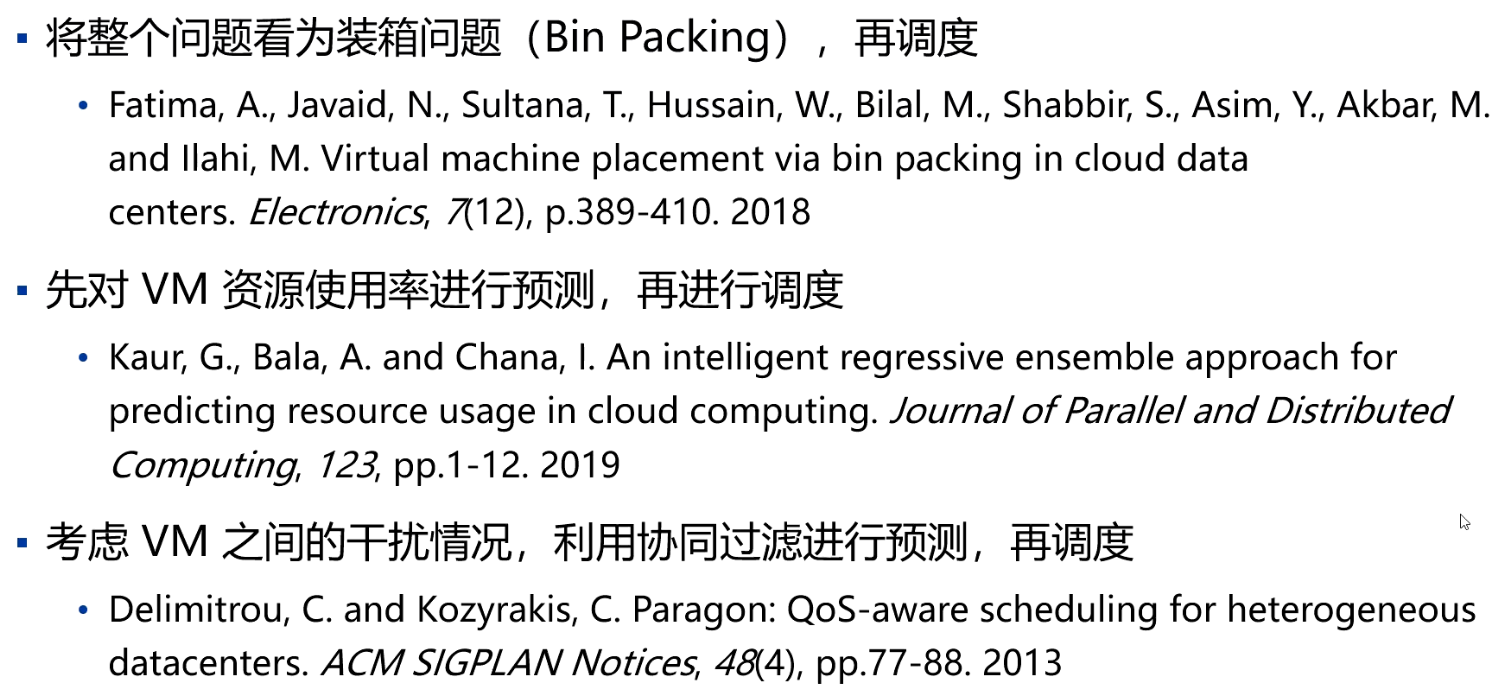 ▪ 将整个问题看为装箱问题（Bin Packing），再调度
• Fatima, A., Javaid, N., Sultana, T., Hussain, W., Bilal, M., Shabbir, S., Asim, Y., Akbar, M.
and Ilahi, M. Virtual machine placement via bin packing in cloud data
centers. Electronics, 7(12), p.389-410. 2018
▪ 先对 VM 资源使用率进行预测，再进行调度
• Kaur, G., Bala, A. and Chana, I. An intelligent regressive ensemble approach for
predicting resource usage in cloud computing. Journal of Parallel and Distributed
Computing, 123, pp.1-12. 2019
▪ 考虑 VM 之间的干扰情况，利用协同过滤进行预测，再调度
• Delimitrou, C. and Kozyrakis, C. Paragon: QoS-aware scheduling for heterogeneous
datacenters. ACM SIGPLAN Notices, 48(4), pp.77-88. 2013